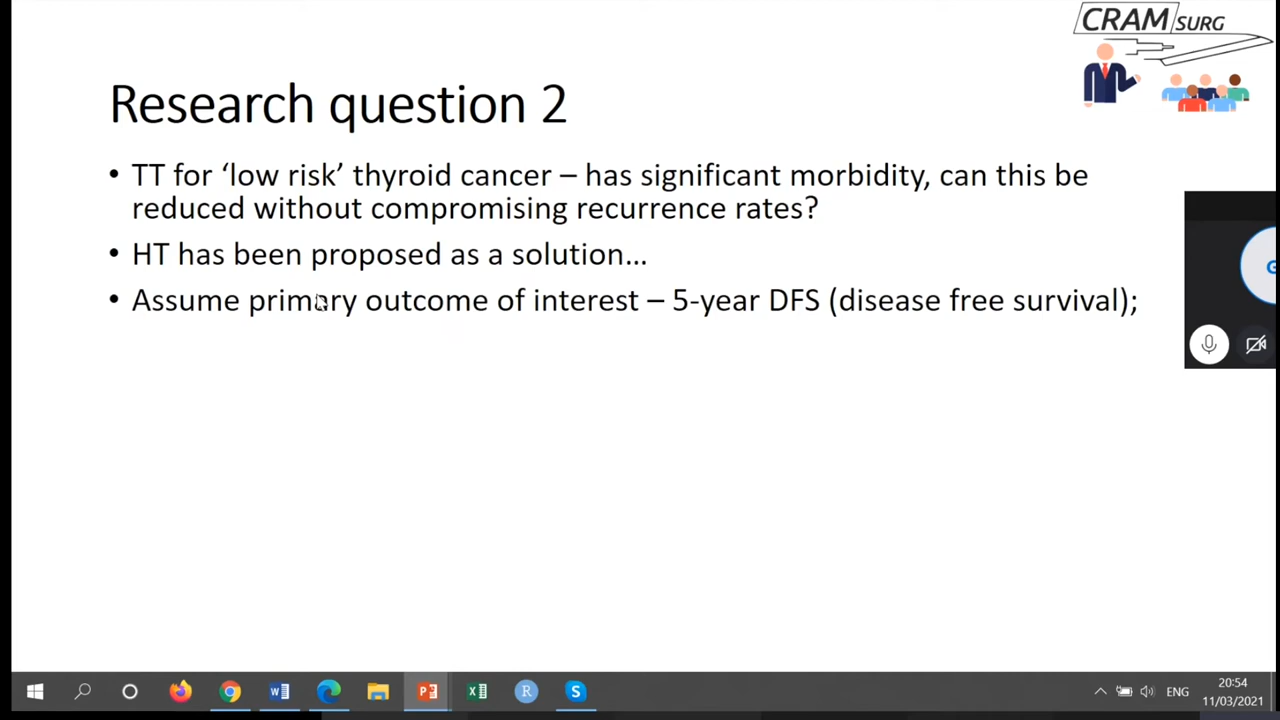 CRAM SURG
Research question 2
• TT for ‘low risk’ thyroid cancer – has significant morbidity, can this be
reduced without compromising recurrence rates?
• HT has been proposed as a solution…
• Assume primary outcome of interest – 5-year DFS (disease free survival);
ENG
20:54
11/03/2021